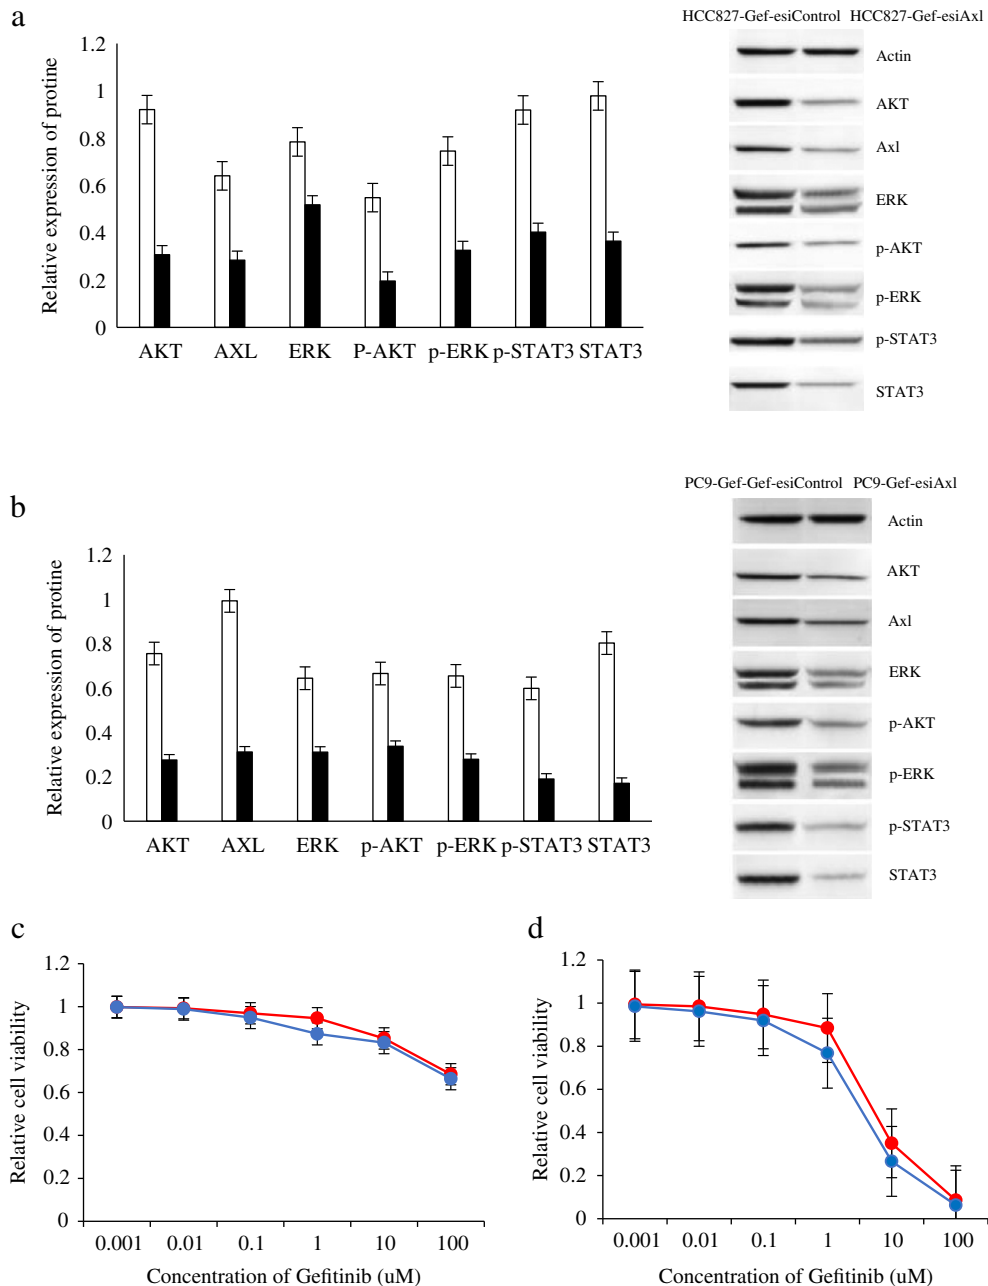 a
HCC827-Gef-esiControl HCC827-Gef-esiAxl
Relative expression of protine
1.2
1
0.8
0.6
0.4
0.2
0
AKT AXL ERK P-AKT p-ERK p-STAT3 STAT3
Actin
AKT
Axl
ERK
p-AKT
p-ERK
p-STAT3
STAT3
b
PC9-Gef-Gef-esiControl PC9-Gef-esiAxl
Relative expression of protine
1.2
1
0.8
0.6
0.4
0.2
0
AKT AXL ERK p-AKT p-ERK p-STAT3 STAT3
Actin
AKT
Axl
ERK
p-AKT
p-ERK
p-STAT3
STAT3
c
Relative cell viability
1.2
1
0.8
0.6
0.4
0.2
0
0.001 0.01 0.1 1 10 100
Concentration of Gefitinib (uM)
d
Relative cell viability
1.2
1
0.8
0.6
0.4
0.2
0
0.001 0.01 0.1 1 10 100
Concentration of Gefitinib (uM)